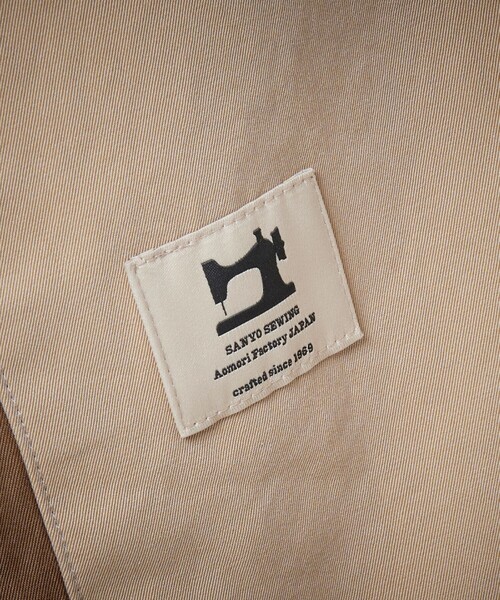 SANYO SEWING
Aomori Factory JAPAN
crafted since 1969